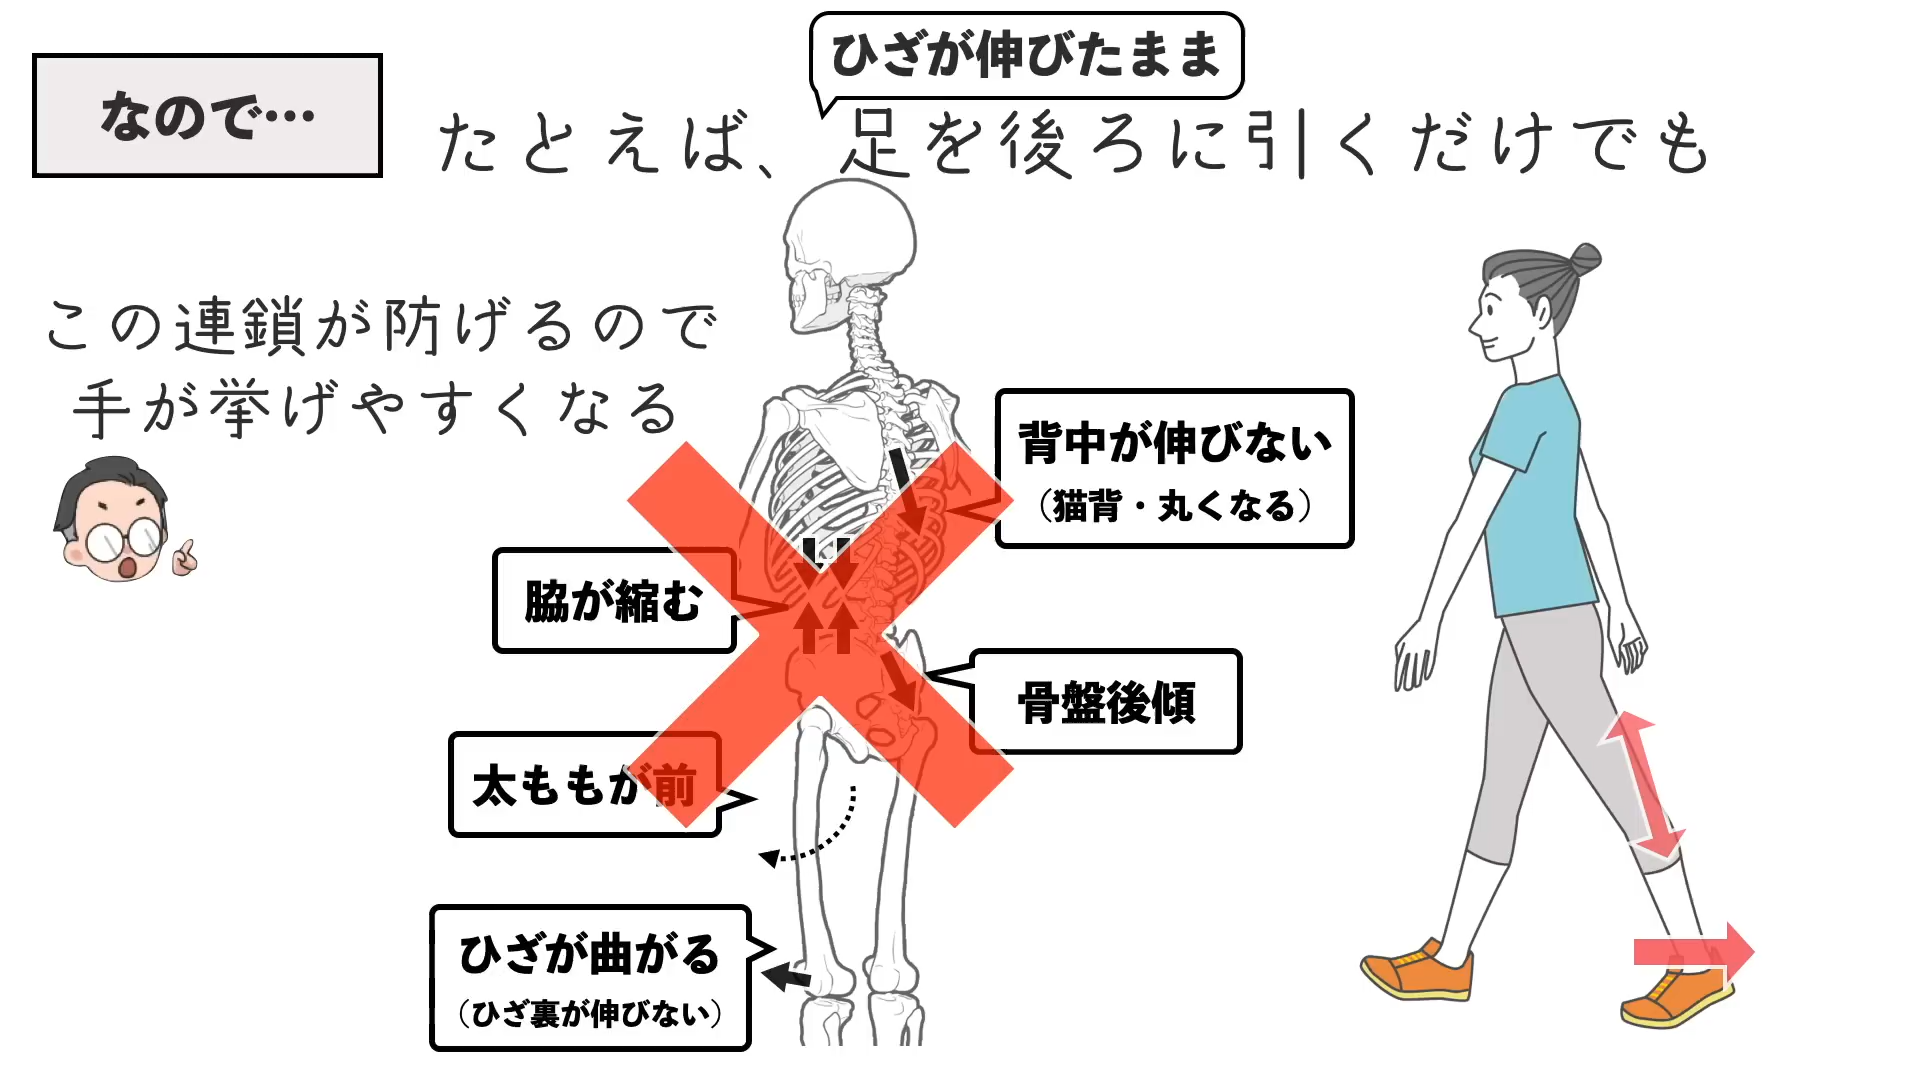 なので…
ひざが伸びたまま
たとえば、足を後ろに引くだけでも
この連鎖が防げるので
手が挙げやすくなる
背中が伸びない
（猫背・丸くなる）
脇が縮む
骨盤後傾
太ももが前
ひざが曲がる
（ひざ裏が伸びない）